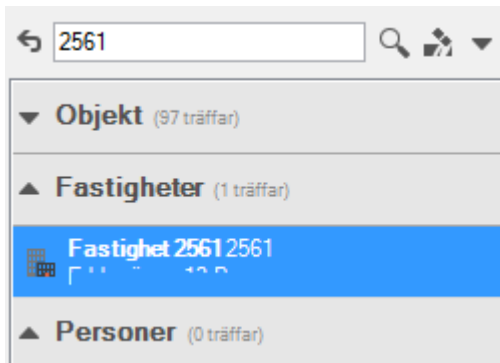 2561
Objekt (97 träffar)
Fastigheter (1 träffar)
Fastighet 2561 2561
Personer (0 träffar)